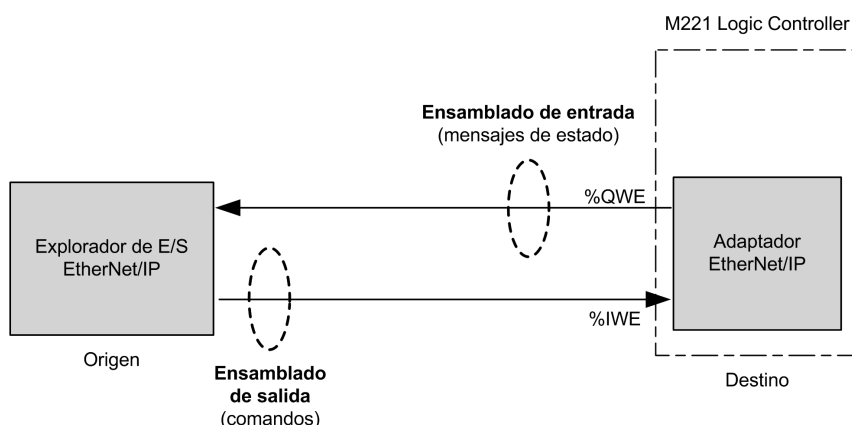 M221 Logic Controller
Ensamblado de entrada
(mensajes de estado)
%QWE
Explorador de E/S
EtherNet/IP
Adaptador
EtherNet/IP
%IWE
Origen
Ensamblado
de salida
(comandos)
Destino